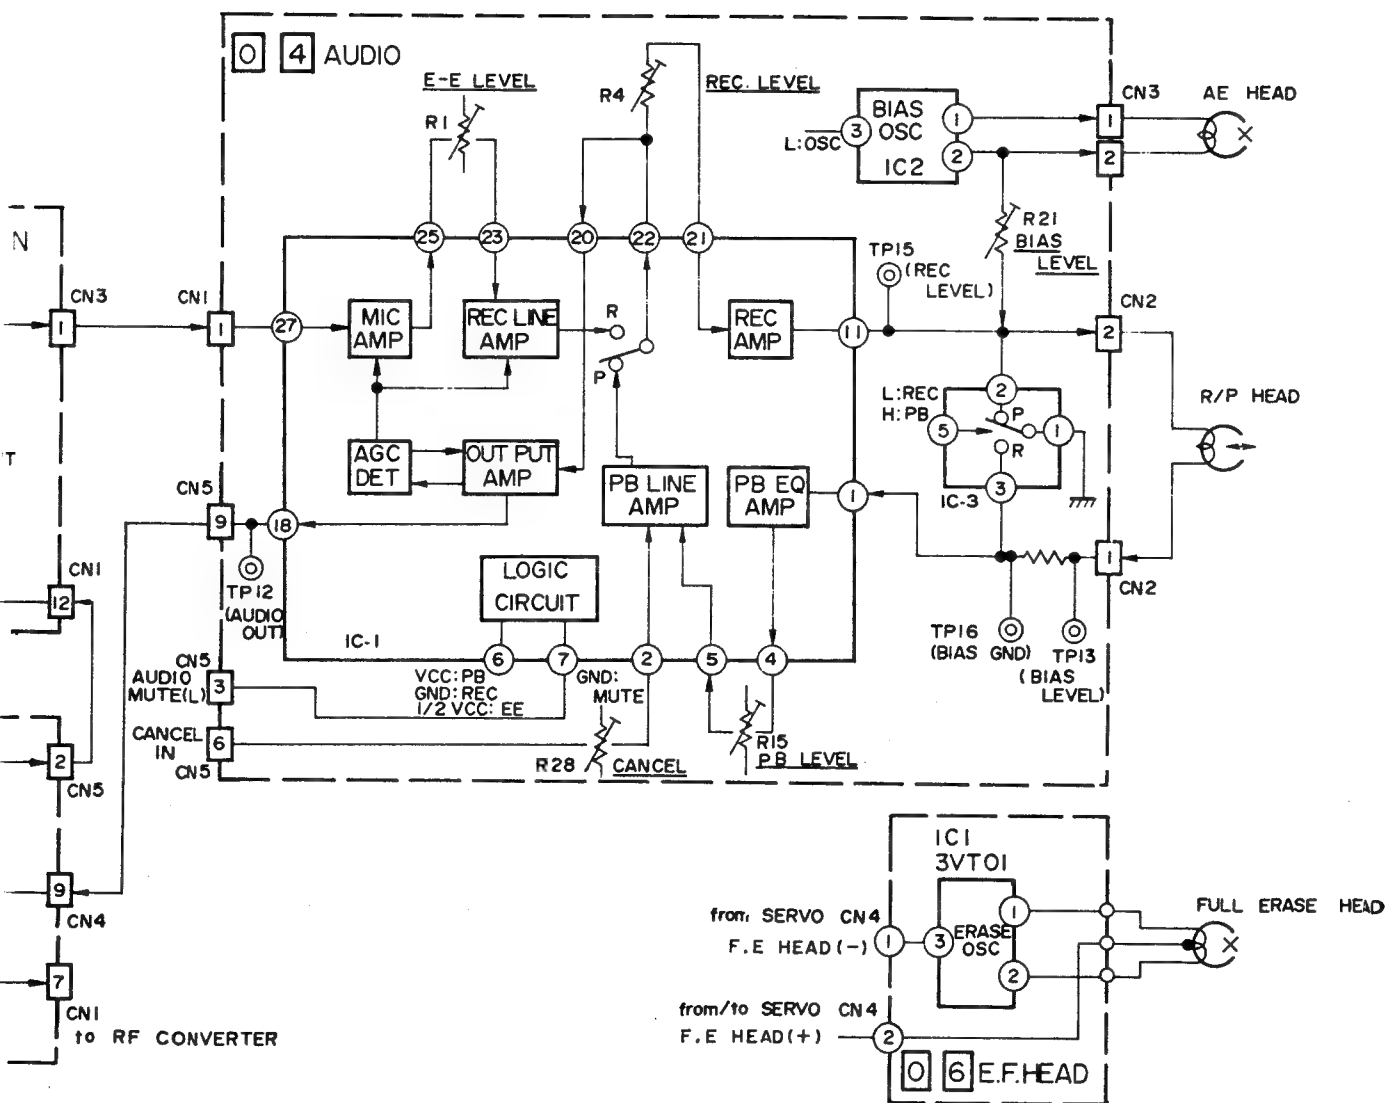 0 4 AUDIO
E-E LEVEL
R1
R4
REC. LEVEL
BIAS
OSC
IC2
3
1
2
L:OSC
CN3
AE HEAD
1
2
R21
BIAS
LEVEL
TP15
(REC
LEVEL)
N
T
CN3
1
CN1
1
27
25
23
20
22
21
MIC
AMP
REC LINE
AMP
R
P
REC
AMP
11
CN2
2
L:REC
H:PB
2
5
P
R
1
3
IC-3
R/P HEAD
AGC
DET
OUT PUT
AMP
PB LINE
AMP
PB EQ
AMP
1
CN5
9
18
TP12
(AUDIO
OUT)
LOGIC
CIRCUIT
IC-1
6
7
2
5
4
1
CN2
TP16
(BIAS GND)
TP13
(BIAS
LEVEL)
CN1
12
CN5
AUDIO
MUTE(L)
3
VCC:PB
GND:REC
1/2 VCC:EE
GND:
MUTE
CANCEL
IN
6
CN5
R28
CANCEL
R15
PB LEVEL
2
CN5
9
CN4
7
CN1
to RF CONVERTER
IC1
3VT01
from SERVO CN4
F.E HEAD(-)
1
3
ERASE
OSC
1
2
FULL ERASE HEAD
from/to SERVO CN4
F.E HEAD(+)
2
0 6 E.F.HEAD